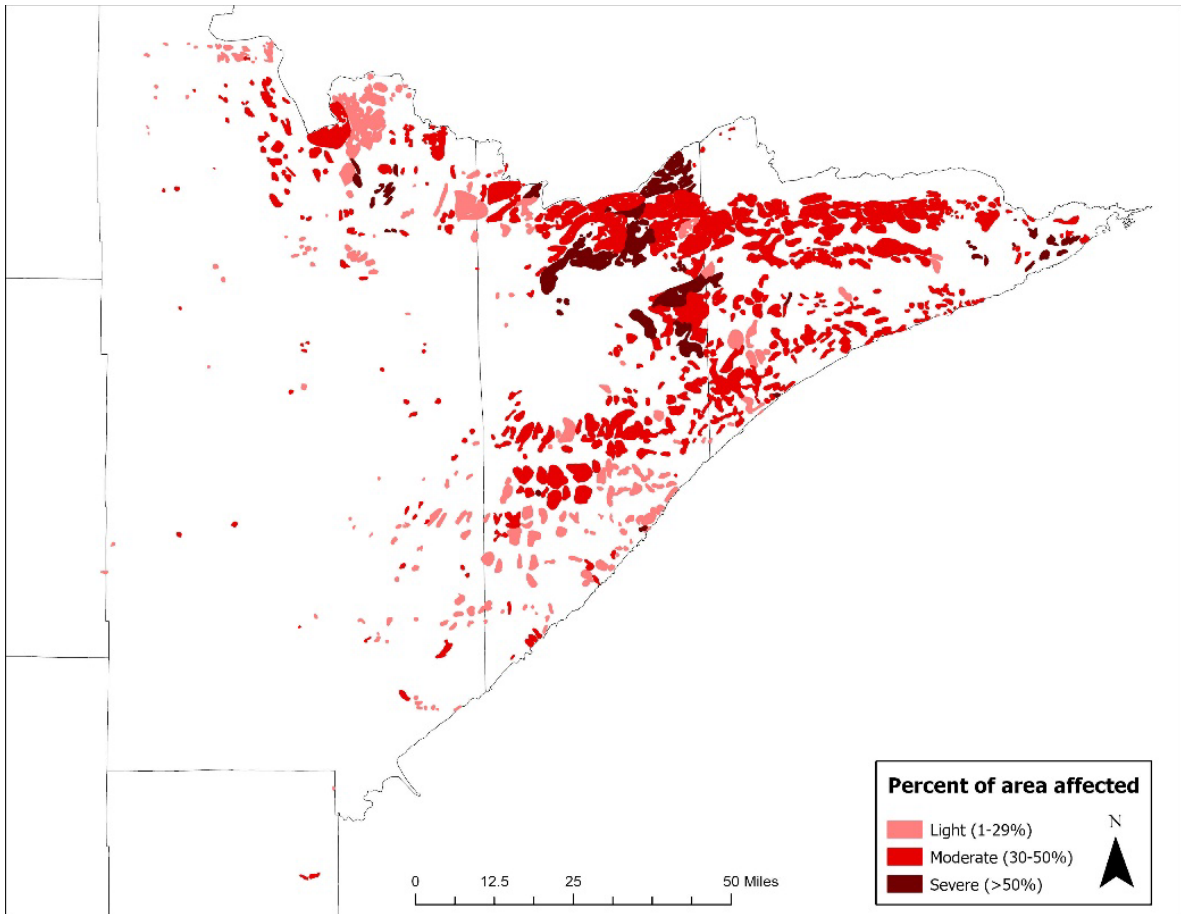 Percent of area affected
Light (1-29%)
Moderate (30-50%)
Severe (>50%)
N
0 12.5 25 50 Miles